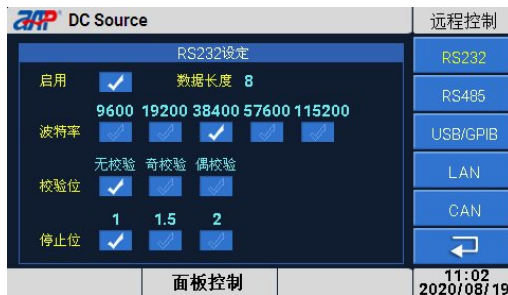 AAP DC Source
远程控制
RS232设定
启用 数据长度 8
9600 19200 38400 57600 115200
波特率
无校验 奇校验 偶校验
校验位
1 1.5 2
停止位
RS232
RS485
USB/GPIB
LAN
CAN
面板控制
11:02
2020/08/19